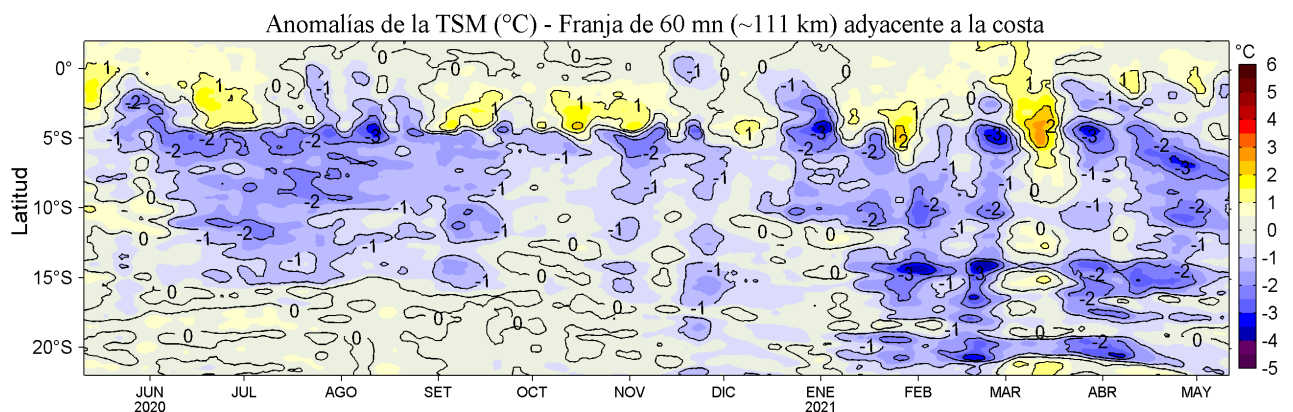 Anomalías de la TSM (°C) - Franja de 60 mn (~111 km) adyacente a la costa
°C
6
5
4
3
2
1
0
-1
-2
-3
-4
-5
Latitud
0°
5°S
10°S
15°S
20°S
JUN JUL AGO SET OCT NOV DIC ENE FEB MAR ABR MAY
2020 2021